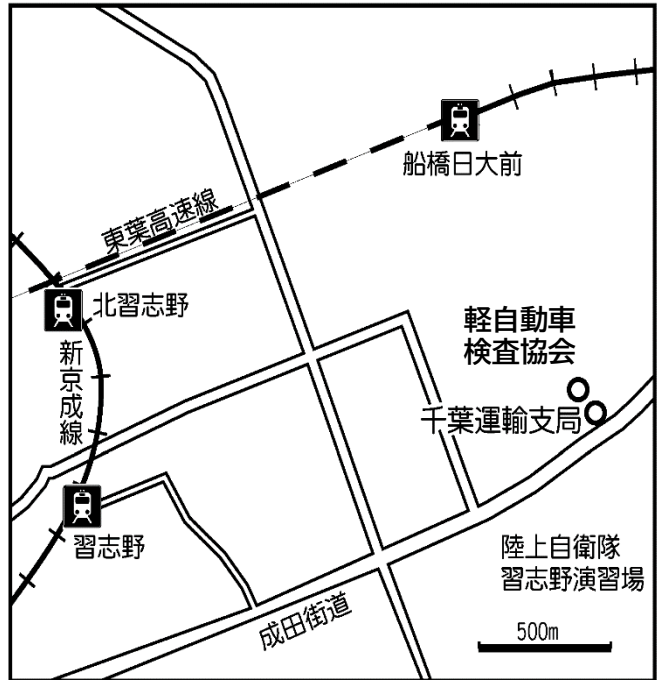 船橋日大前
東葉高速線
北習志野
新京成線
軽自動車
検査協会
千葉運輸支局
習志野
陸上自衛隊
習志野演習場
成田街道
500m